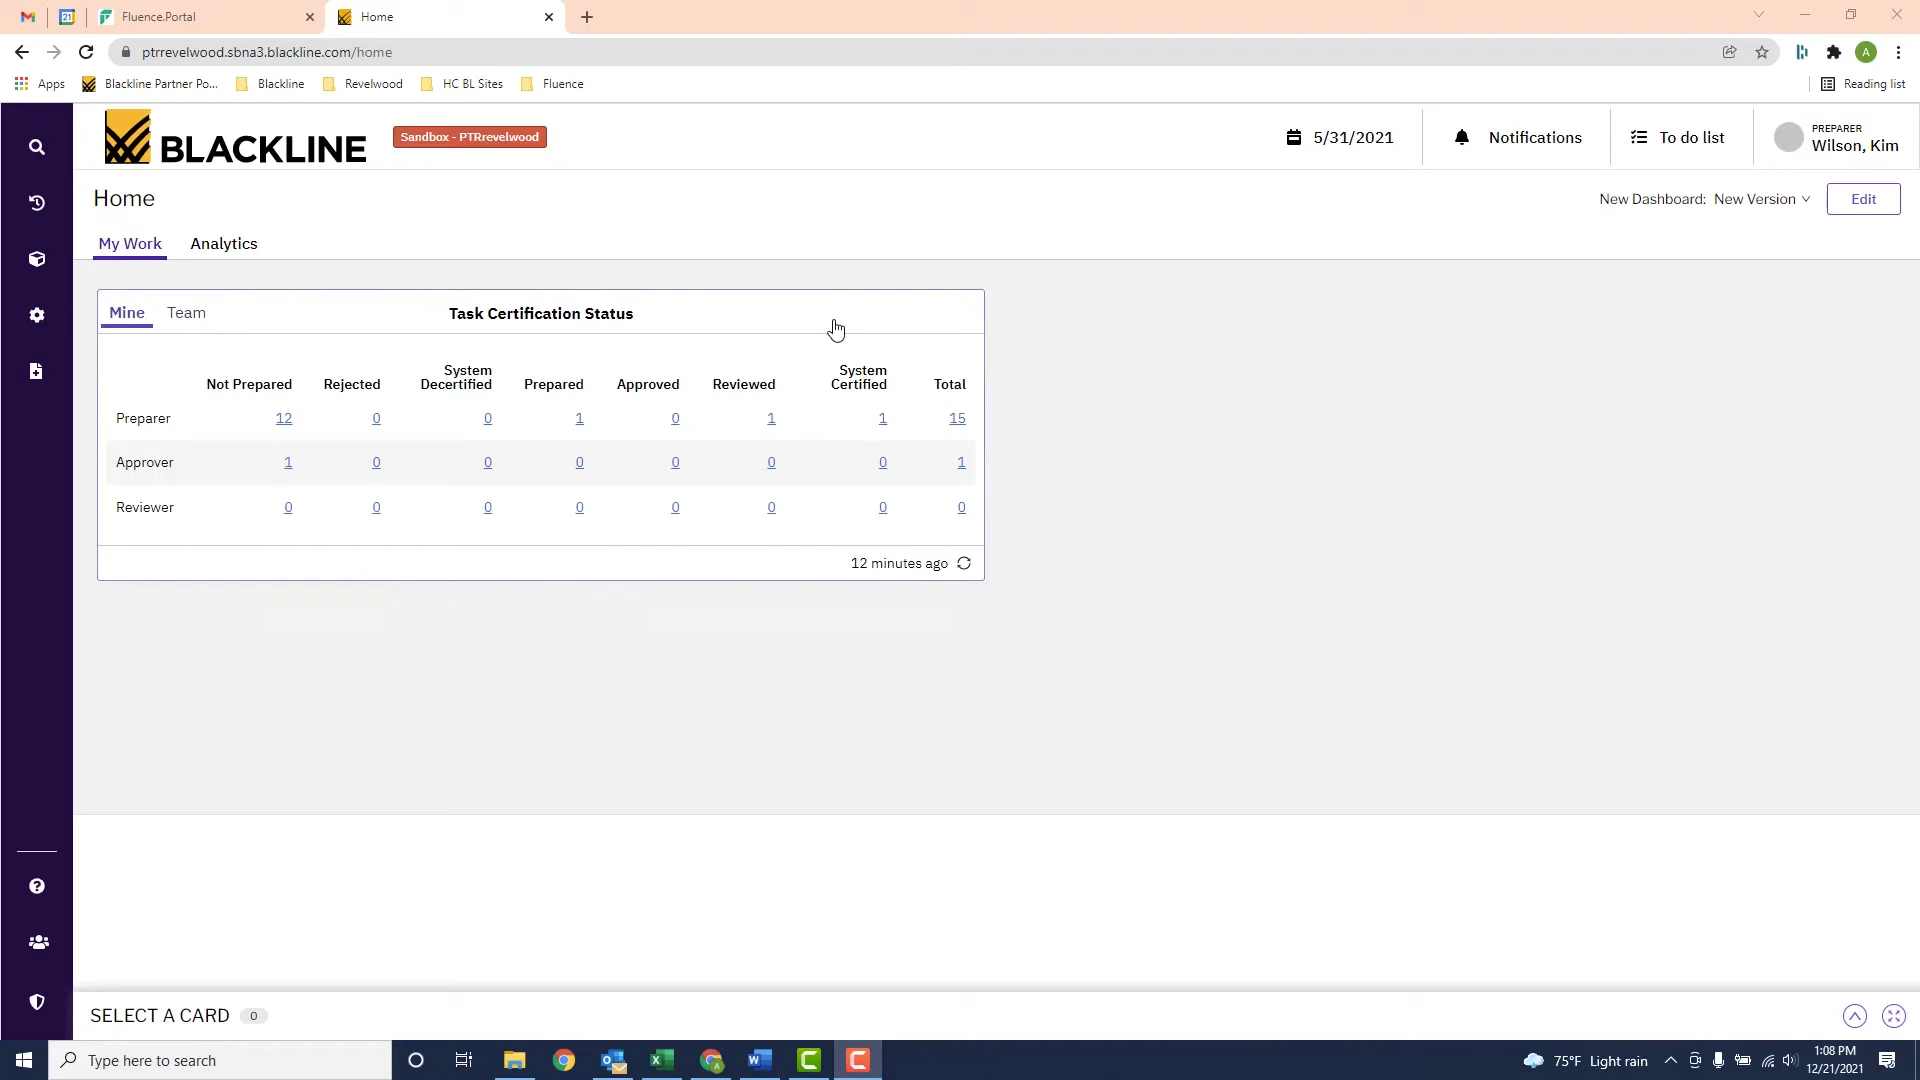 Fluence.Portal
Home
ptrrevelwood.sbna3.blackline.com/home
A
Apps
Blackline Partner Po...
Blackline
Revelwood
HC BL Sites
Fluence
Reading list
BLACKLINE
Sandbox - PTRrevelwood
5/31/2021
Notifications
To do list
PREPARER
Wilson, Kim
Home
New Dashboard: New Version
Edit
My Work
Analytics
Mine
Team
Task Certification Status
Not Prepared Rejected System Decertified Prepared Approved Reviewed System Certified Total
Preparer 12 0 0 1 0 1 1 15
Approver 1 0 0 0 0 0 0 1
Reviewer 0 0 0 0 0 0 0 0
12 minutes ago
SELECT A CARD 0
Type here to search
75°F Light rain
1:08 PM
12/21/2021